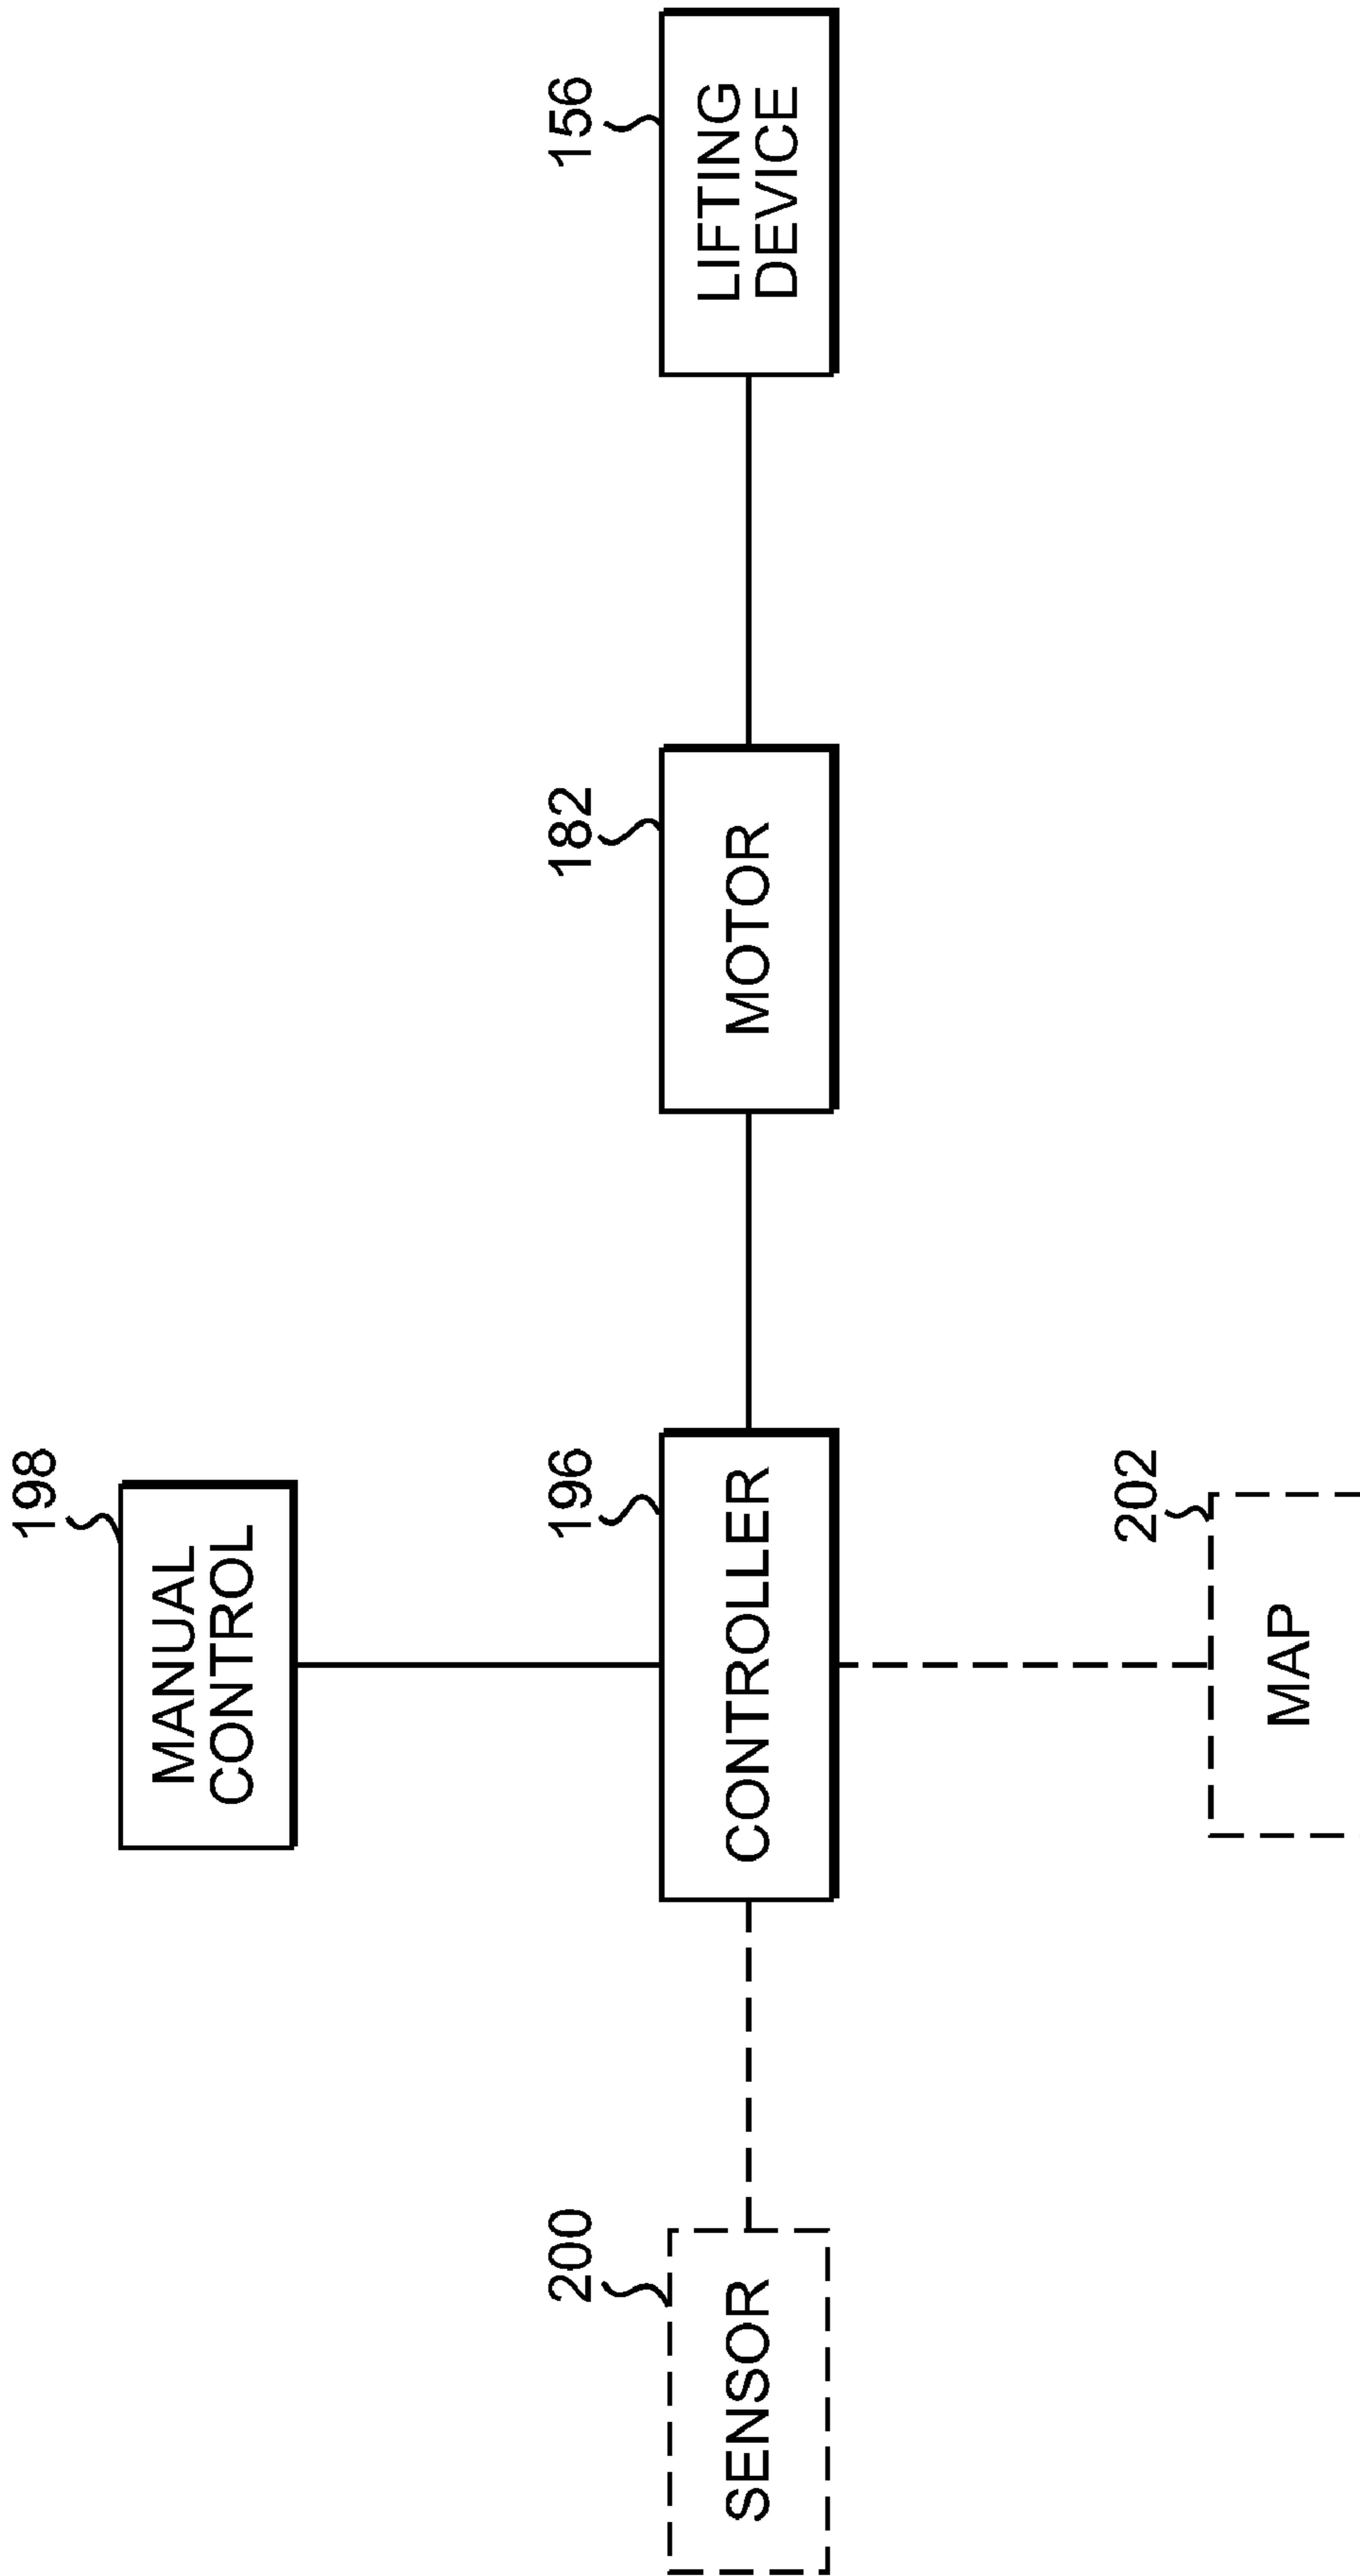 198
MANUAL
CONTROL
200
SENSOR
196
CONTROLLER
182
MOTOR
156
LIFTING
DEVICE
202
MAP